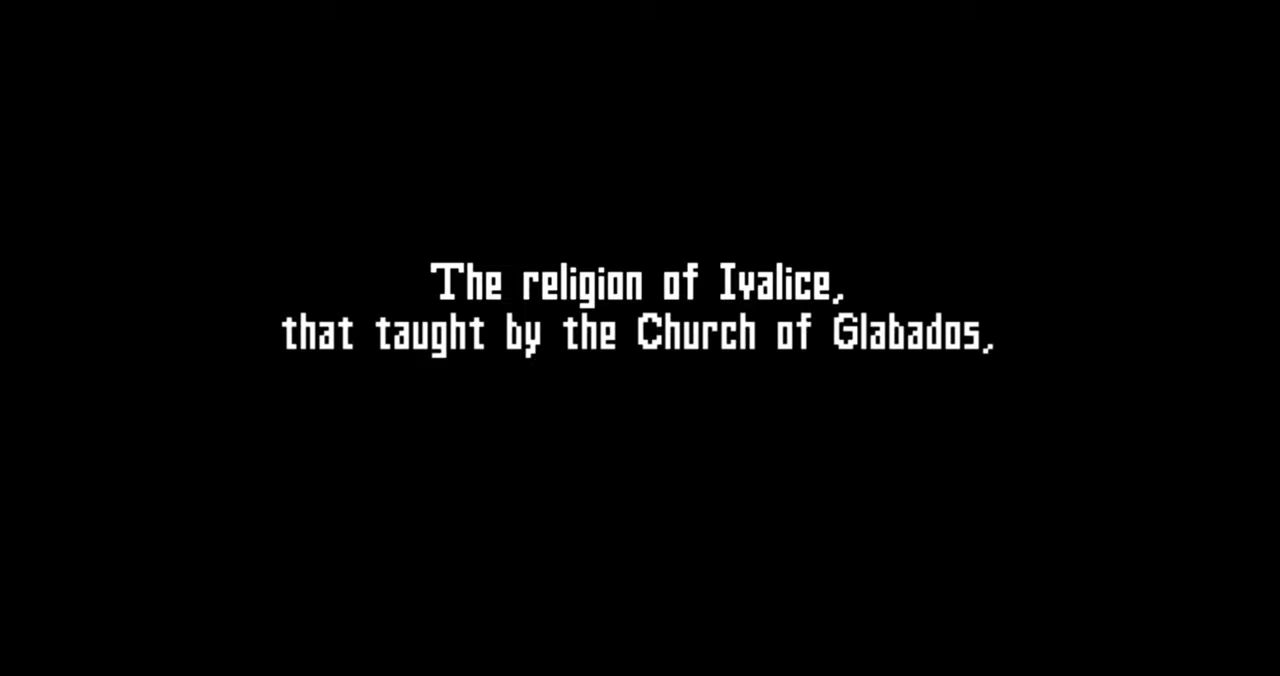 The religion of Ivalice,
that taught by the Church of Glabados,